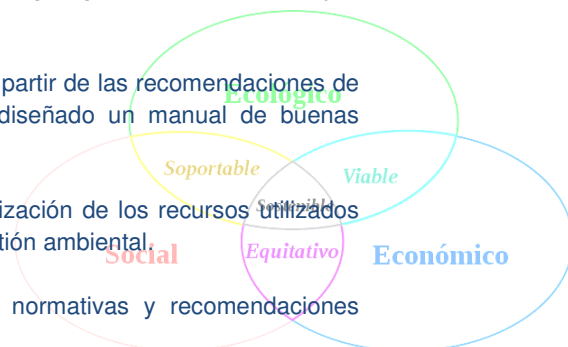 partir de las recomendaciones de
Ecológico
diseñado un manual de buenas
Soportable
Viable
ización de los recursos utilizados
Sostenible
tión ambiental.
Social
Equitativo
Económico
normativas y recomendaciones